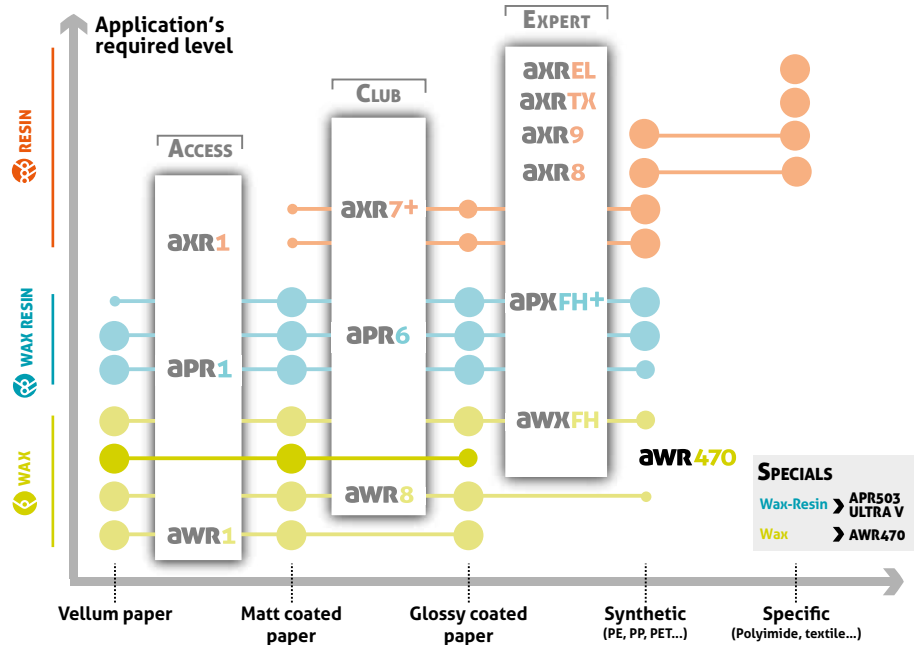 Application's
required level
EXPERT
CLUB
ACCESS
RESIN
WAX RESIN
WAX
aXREL
aXRTX
aXR9
aXR8
aXR7+
aXR1
aPXFH+
aPR6
aPR1
aWXFH
aWR470
aWR8
aWR1
SPECIALS
Wax-Resin APR503
ULTRA V
Wax AWR470
Vellum paper
Matt coated
paper
Glossy coated
paper
Synthetic
(PE, PP, PET...)
Specific
(Polyimide, textile...)